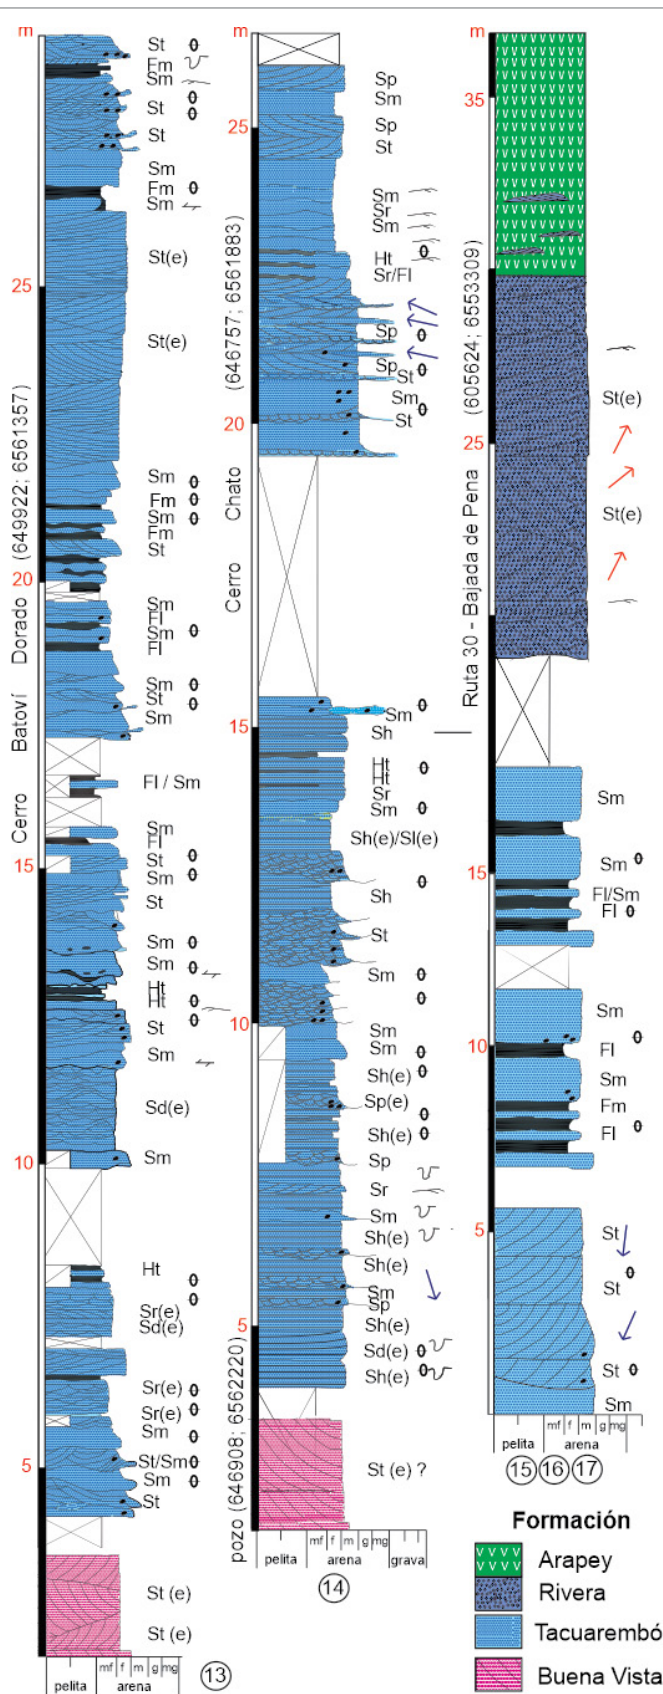 m
St
Fm
Sm
St
St
Sm
Fm
Sm
St(e)
25
St(e)
Sm
Fm
Sm
Fm
St
20
Sm
Fl
Sm
Fl
Sm
St
Sm
Fl / Sm
Sm
Fl
St
15
Sm
St
Sm
Sm
Ht
Ht
St
Sm
Sd(e)
10
Sm
Ht
Sr(e)
Sd(e)
Sr(e)
Sr(e)
Sm
5
St/Sm
Sm
St
St (e)
St (e)
mf f m g mg
pelita arena
13
Cerro Batoví Dorado (649922; 6561357)
m
Sp
Sm
25
Sp
St
Sm
Sr
Sm
Ht
Sr/Fl
Sp
Sp
St
Sm
20
St
15
Sm
Sh
Ht
Ht
Sr
Sm
Sh(e)/Sl(e)
Sh
St
Sm
10
Sm
Sm
Sh(e)
Sp(e)
Sh(e)
Sp
Sr
Sm
Sh(e)
Sh(e)
Sm
Sp
5
Sh(e)
Sd(e)
Sh(e)
St (e) ?
mf f m g mg
pelita arena grava
14
pozo (646908; 6562220)
Cerro Chato (646757; 6561883)
m
35
St(e)
25
St(e)
Sm
15
Sm
Fl/Sm
Fl
Sm
10
Fl
Sm
Fm
Fl
5
St
St
St
Sm
mf f m g mg
pelita arena
15 16 17
Ruta 30 - Bajada de Pena (605624; 6553309)
Formación
Arapey
Rivera
Tacuarembó
Buena Vista